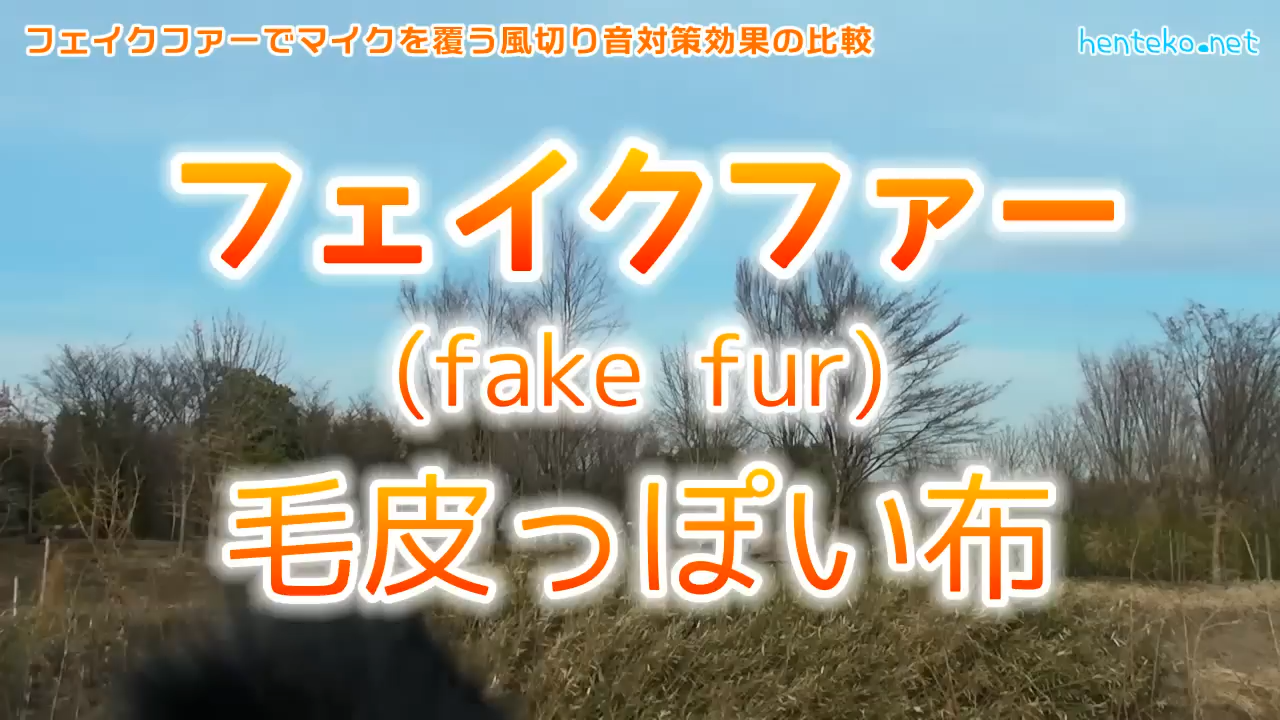 フェイクファーでマイクを覆う風切り音対策効果の比較
henteko.net
フェイクファー
(fake fur)
毛皮っぽい布